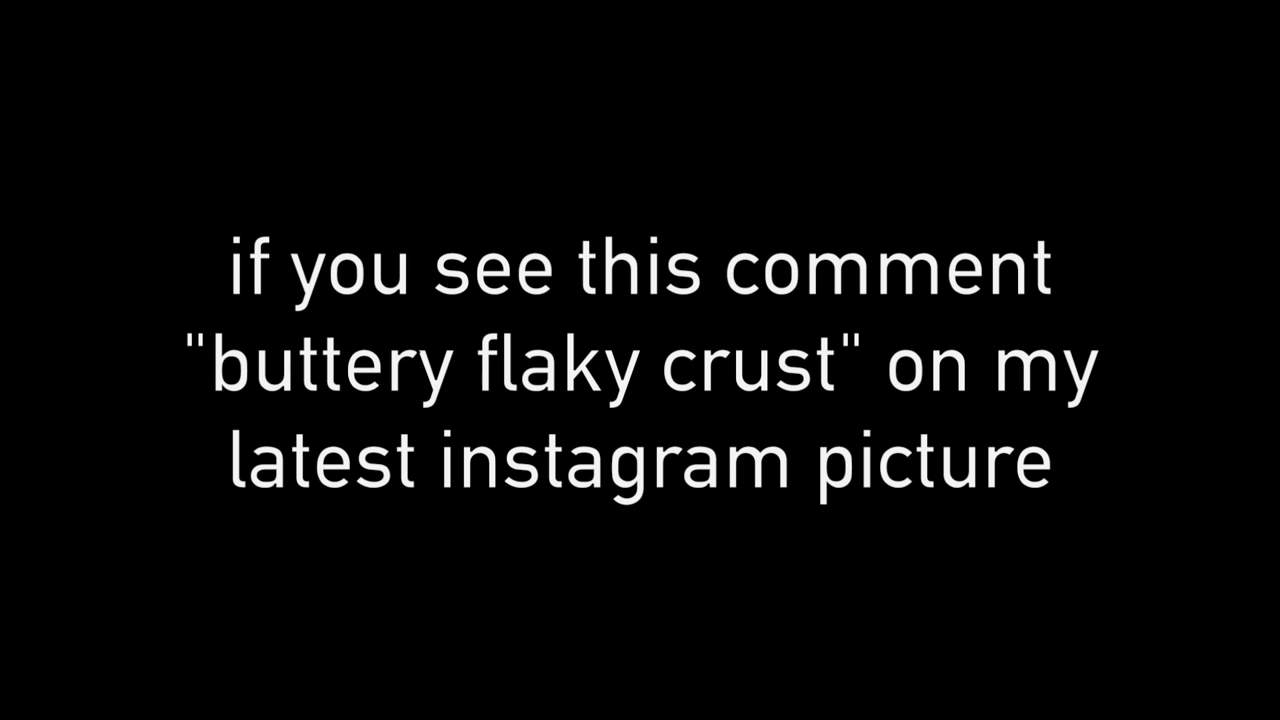 if you see this comment
"buttery flaky crust" on my
latest instagram picture